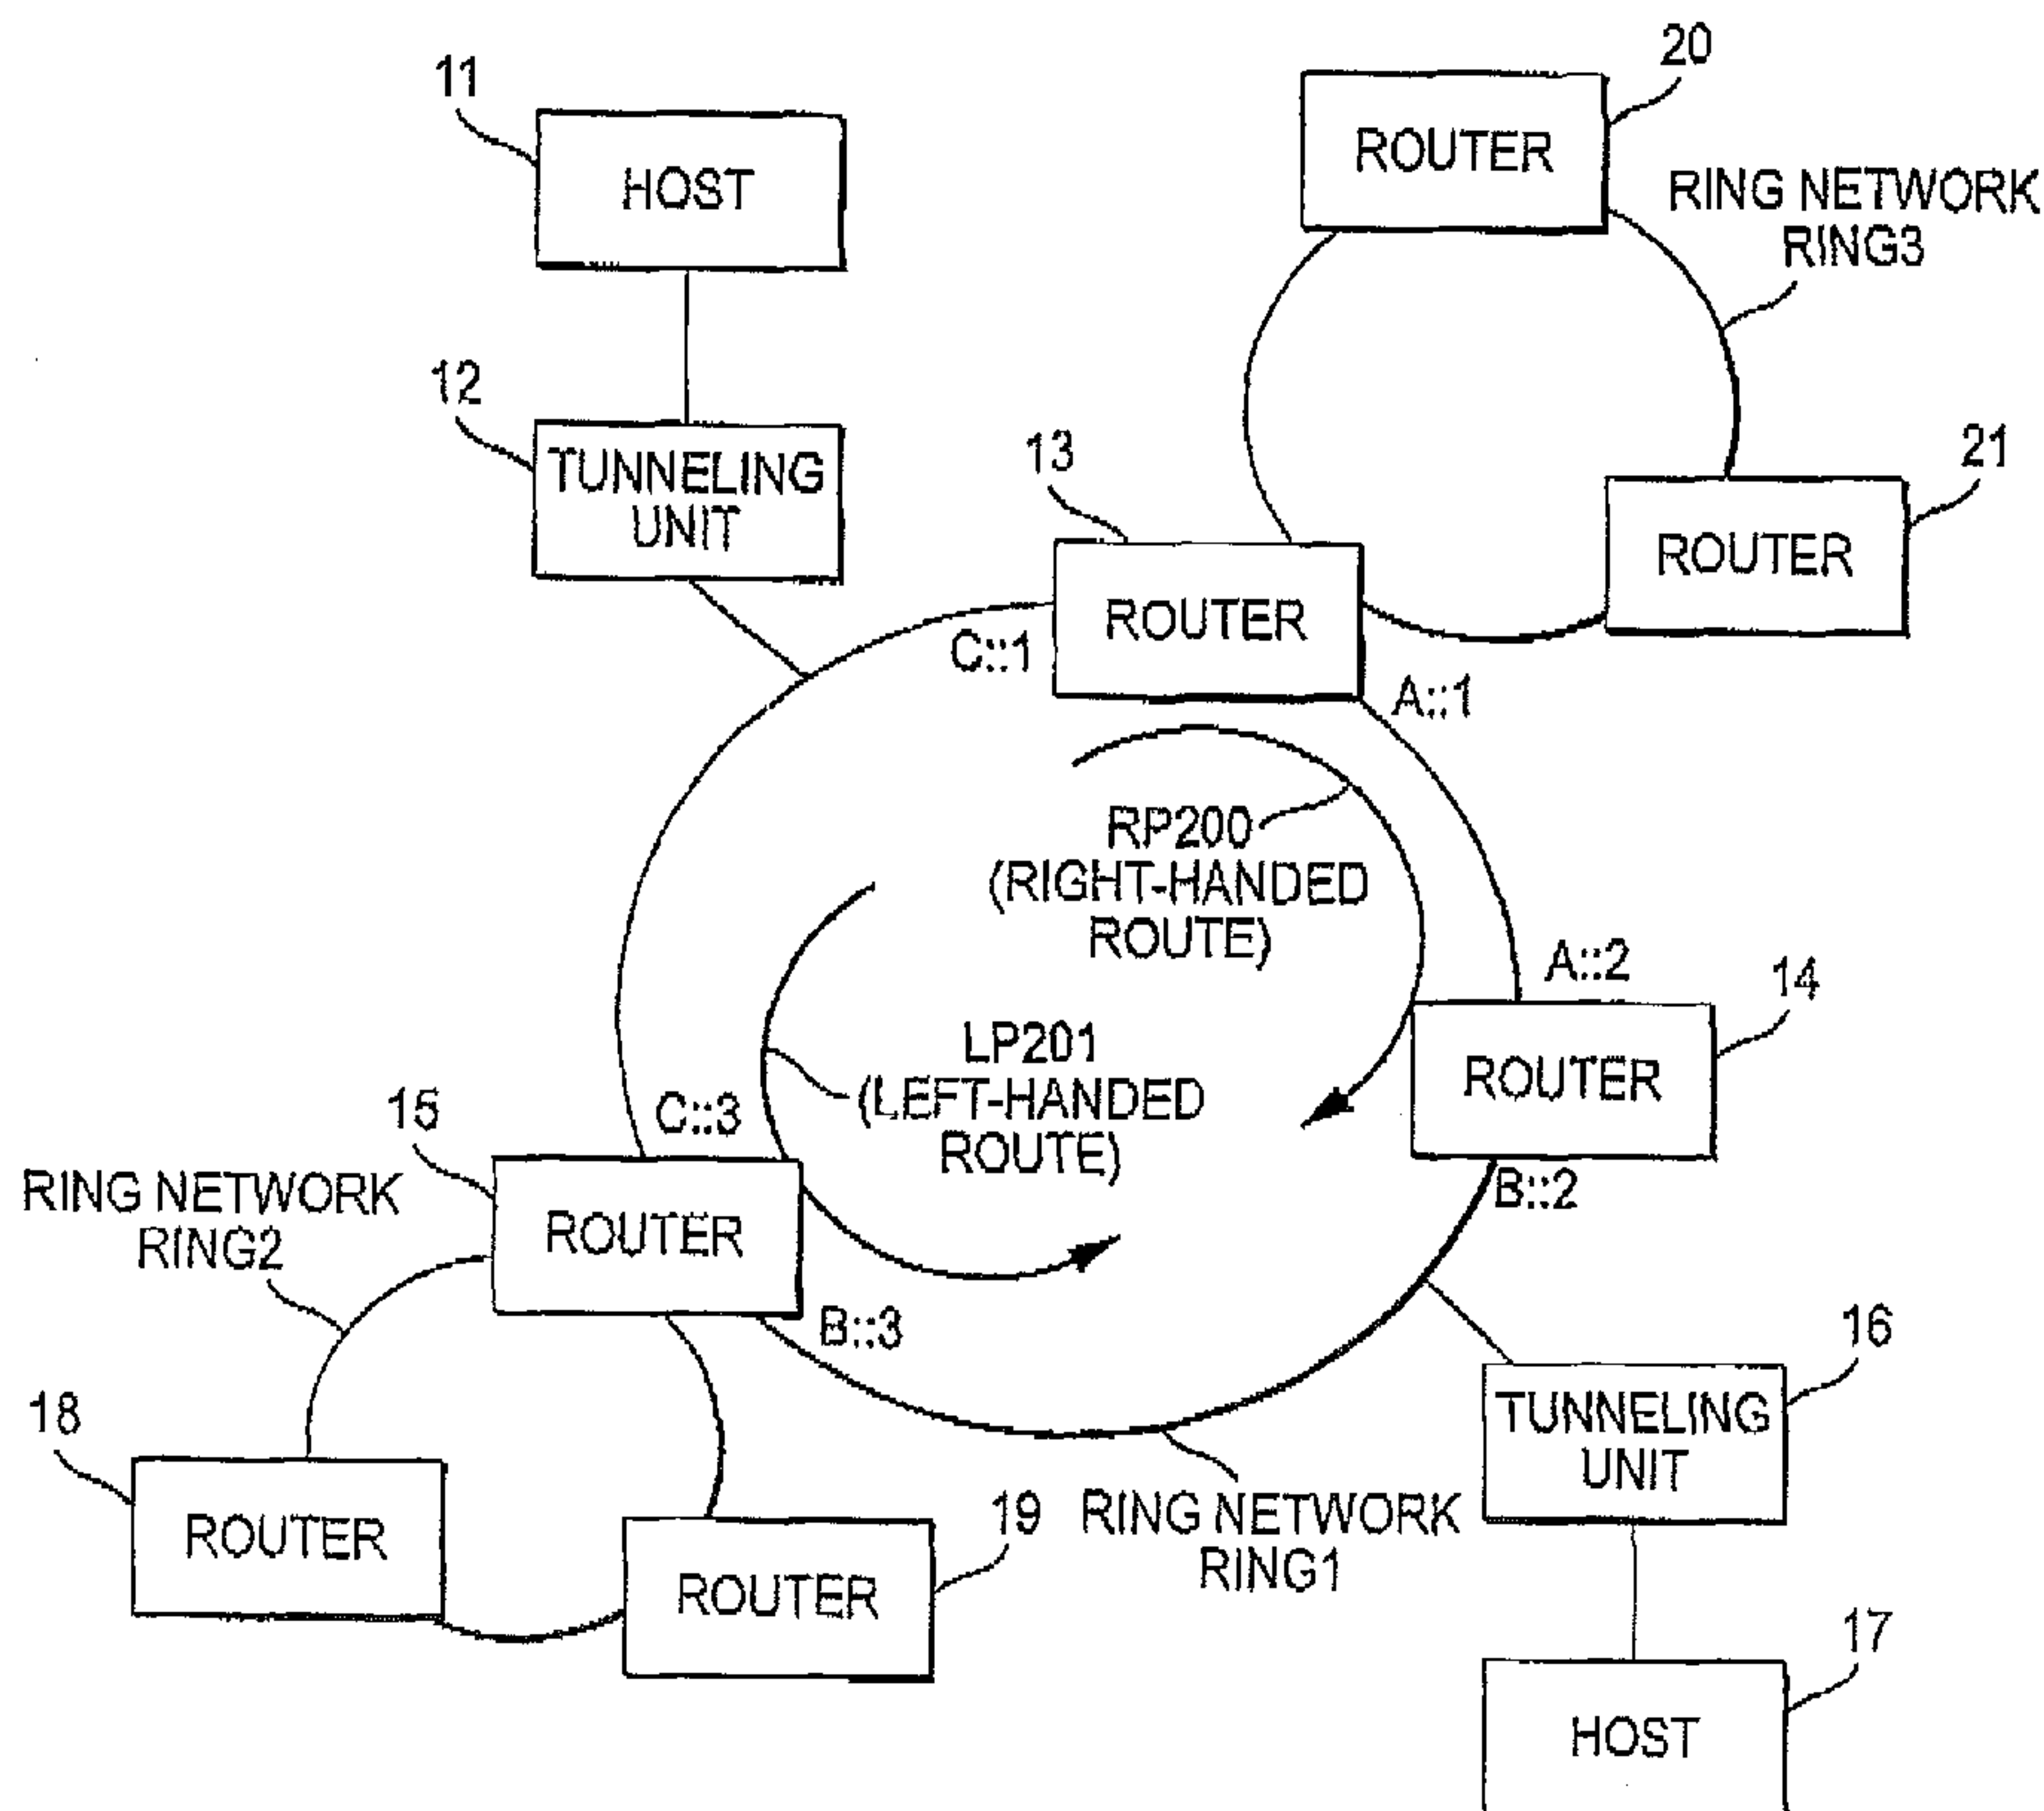 11
HOST
20
ROUTER
RING NETWORK
RING3
12
TUNNELING
UNIT
13
ROUTER
C::1
A::1
21
ROUTER
RP200
(RIGHT-HANDED
ROUTE)
A::2
14
ROUTER
B::2
LP201
(LEFT-HANDED
ROUTE)
15
C::3
ROUTER
B::3
RING NETWORK
RING2
16
TUNNELING
UNIT
18
ROUTER
19
ROUTER
RING NETWORK
RING1
17
HOST